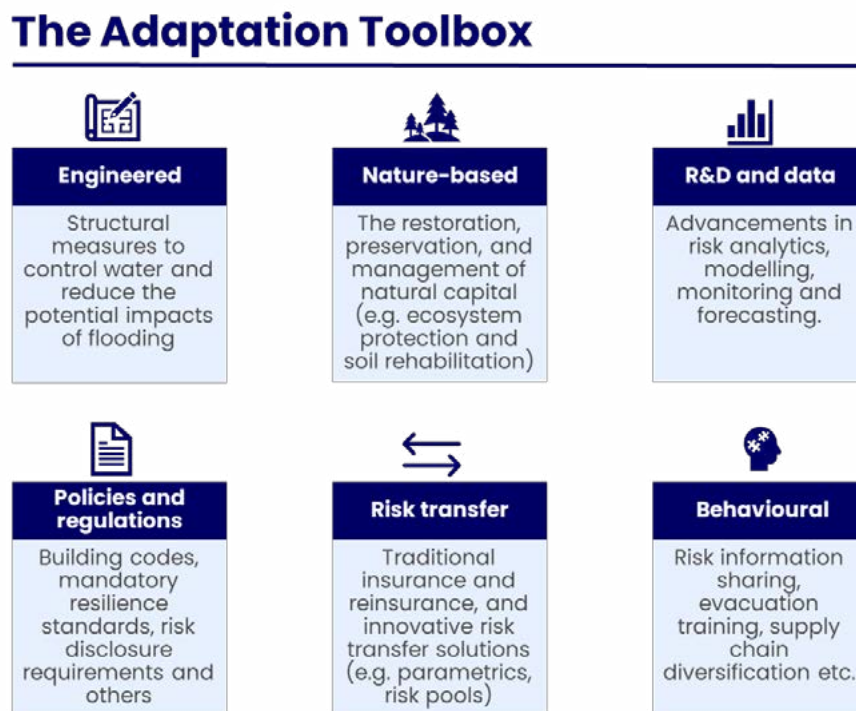 The Adaptation Toolbox
Engineered
Structural
measures to
control water and
reduce the
potential impacts
of flooding
Nature-based
The restoration,
preservation, and
management of
natural capital
(e.g. ecosystem
protection and
soil rehabilitation)
R&D and data
Advancements in
risk analytics,
modelling,
monitoring and
forecasting.
Policies and
regulations
Building codes,
mandatory
resilience
standards, risk
disclosure
requirements and
others
Risk transfer
Traditional
insurance and
reinsurance, and
innovative risk
transfer solutions
(e.g. parametrics,
risk pools)
Behavioural
Risk information
sharing,
evacuation
training, supply
chain
diversification etc.